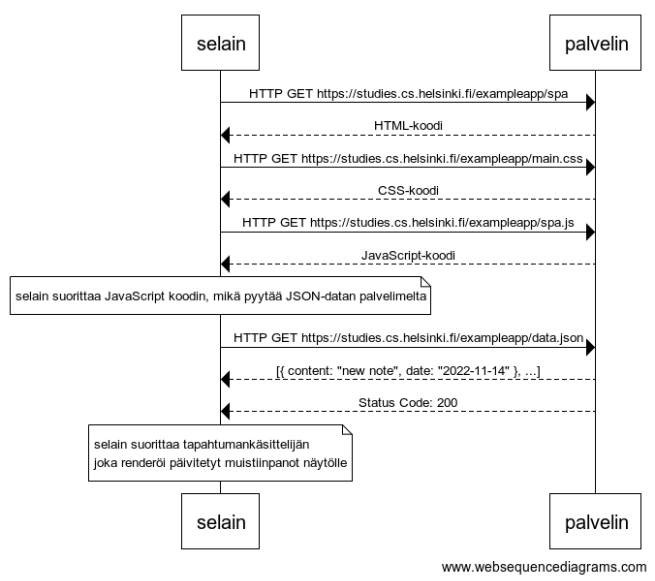 selain
palvelin
HTTP GET https://studies.cs.helsinki.fi/exampleapp/spa
HTML-koodi
HTTP GET https://studies.cs.helsinki.fi/exampleapp/main.css
CSS-koodi
HTTP GET https://studies.cs.helsinki.fi/exampleapp/spa.js
JavaScript-koodi
selain suorittaa JavaScript koodin, mikä pyytää JSON-datan palvelimelta
HTTP GET https://studies.cs.helsinki.fi/exampleapp/data.json
[{ content: "new note", date: "2022-11-14" }, ...]
Status Code: 200
selain suorittaa tapahtumankäsittelijän
joka renderöi päivitetyt muistiinpanot näytölle
selain
palvelin
www.websequencediagrams.com